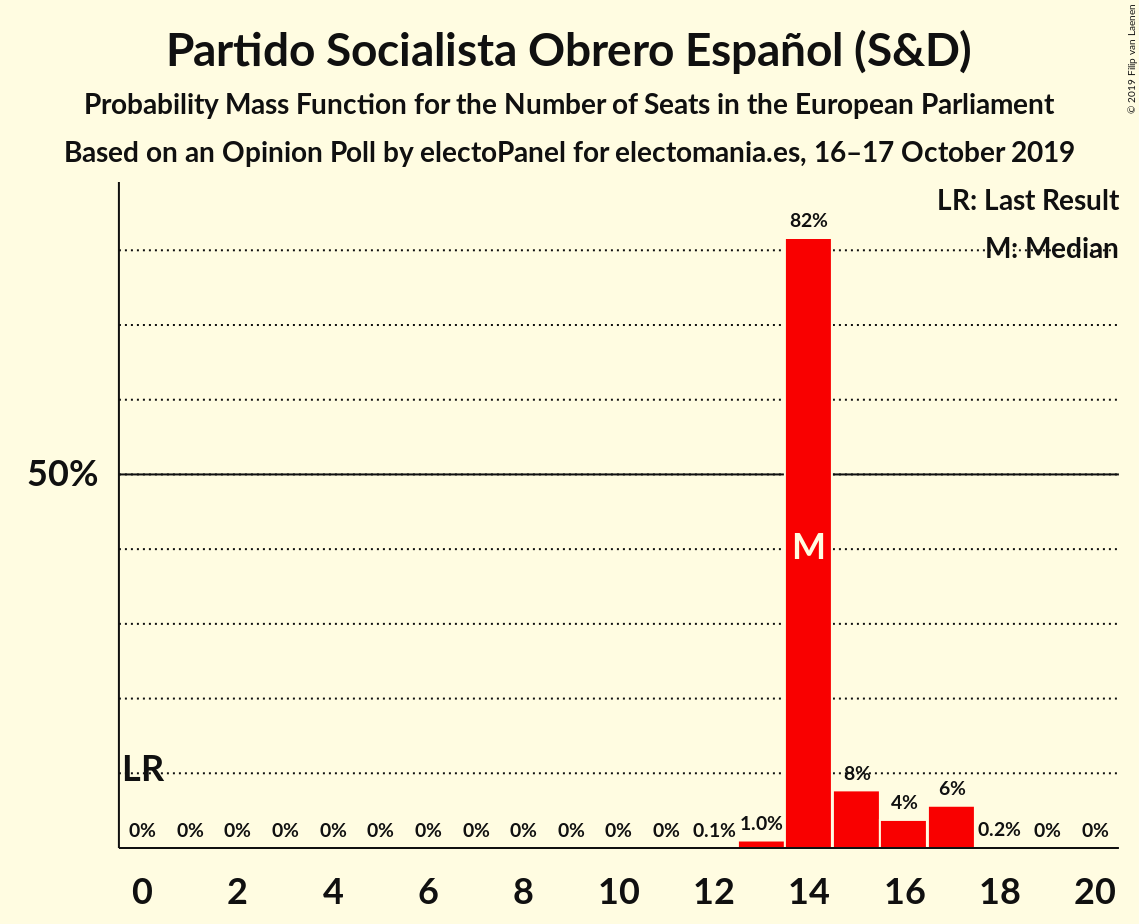 Partido Socialista Obrero Español (S&D)
Probability Mass Function for the Number of Seats in the European Parliament
Based on an Opinion Poll by electoPanel for electomania.es, 16–17 October 2019
© 2019 Filip van Laenen
LR: Last Result
M: Median
82%
50%
M
LR
0% 0% 0% 0% 0% 0% 0% 0% 0% 0% 0% 0% 0.1% 1.0% 8% 4% 6% 0.2% 0% 0%
0 2 4 6 8 10 12 14 16 18 20